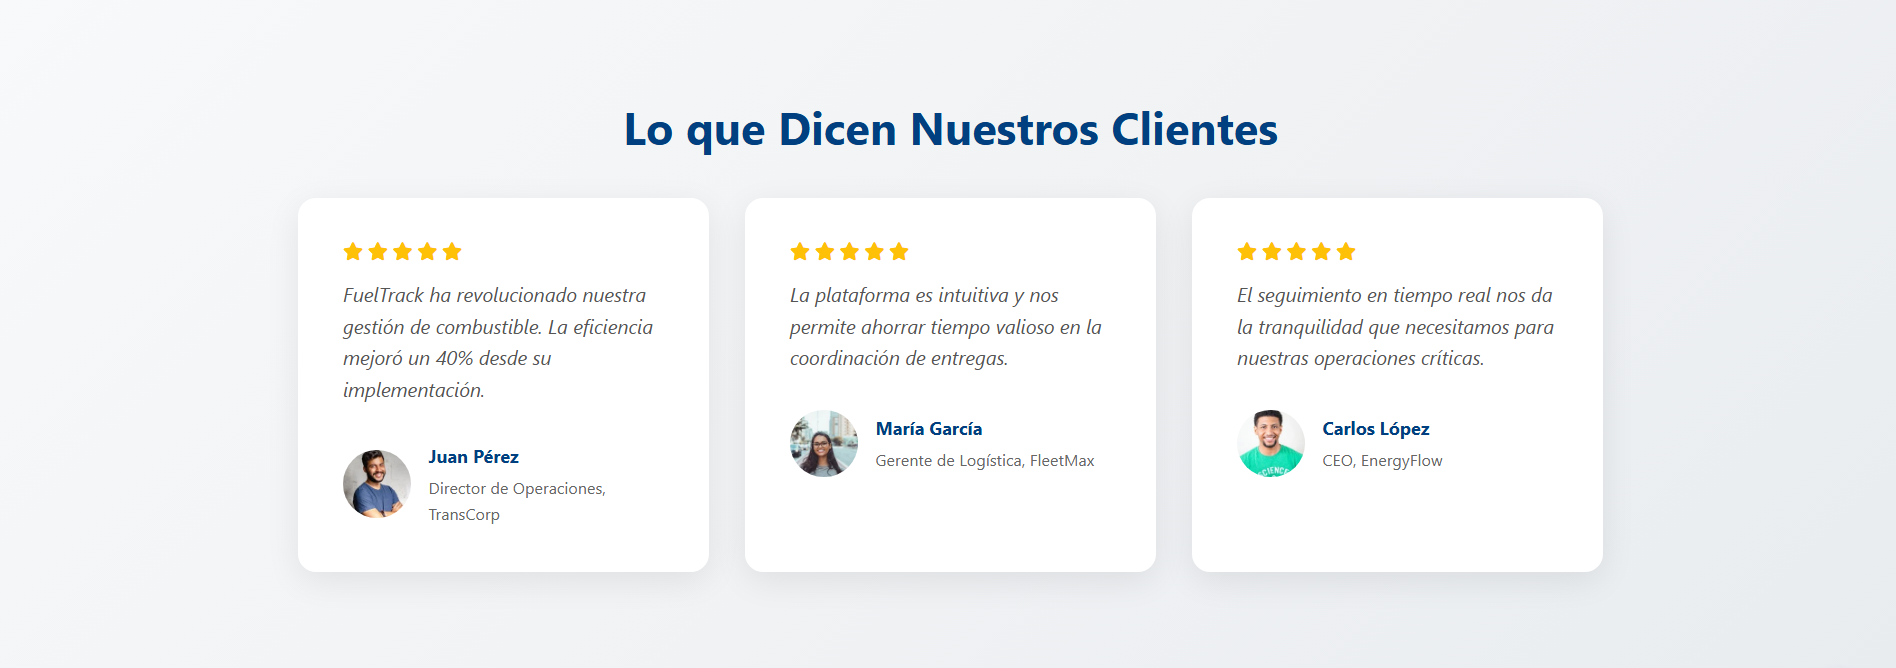 Lo que Dicen Nuestros Clientes
FuelTrack ha revolucionado nuestra
gestión de combustible. La eficiencia
mejoró un 40% desde su
implementación.
Juan Pérez
Director de Operaciones,
TransCorp
La plataforma es intuitiva y nos
permite ahorrar tiempo valioso en la
coordinación de entregas.
María García
Gerente de Logística, FleetMax
El seguimiento en tiempo real nos da
la tranquilidad que necesitamos para
nuestras operaciones críticas.
Carlos López
CEO, EnergyFlow